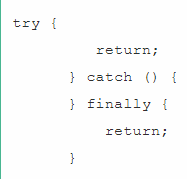 try {
return;
} catch () {
} finally {
return;
}